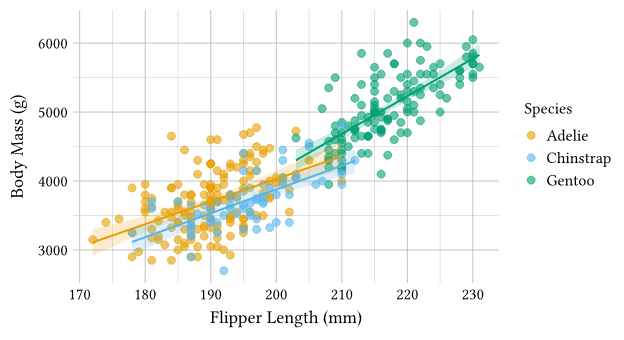 6000
5000
4000
3000
Body Mass (g)
170 180 190 200 210 220 230
Flipper Length (mm)
Species
Adelie
Chinstrap
Gentoo